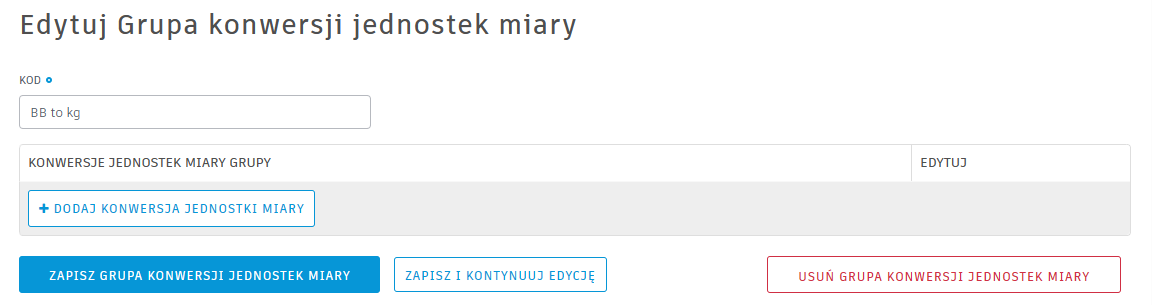 Edytuj Grupa konwersji jednostek miary
KOD
BB to kg
KONWERSJE JEDNOSTEK MIARY GRUPY EDYTUJ
+ DODAJ KONWERSJA JEDNOSTKI MIARY
ZAPISZ GRUPA KONWERSJI JEDNOSTEK MIARY ZAPISZ I KONTYNUUJ EDYCJĘ USUŃ GRUPA KONWERSJI JEDNOSTEK MIARY